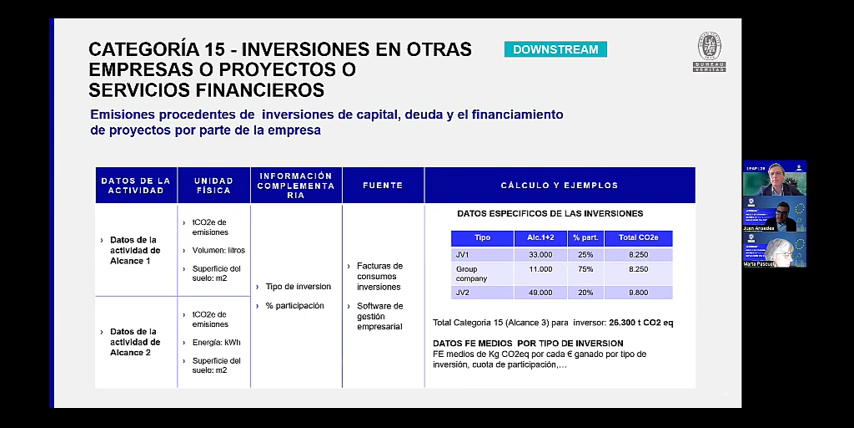 CATEGORÍA 15 - INVERSIONES EN OTRAS
EMPRESAS O PROYECTOS O
SERVICIOS FINANCIEROS
DOWNSTREAM
BUREAU
VERITAS
Emisiones procedentes de inversiones de capital, deuda y el financiamiento
de proyectos por parte de la empresa
DATOS DE LA
ACTIVIDAD
UNIDAD
FÍSICA
INFORMACIÓN
COMPLEMENTA
RIA
FUENTE
CÁLCULO Y EJEMPLOS
› Datos de la
actividad de
Alcance 1
› tCO2e de
emisiones
› Volumen: litros
› Superficie del
suelo: m2
› Datos de la
actividad de
Alcance 2
› tCO2e de
emisiones
› Energía: kWh
› Superficie del
suelo: m2
› Tipo de inversion
› % participación
› Facturas de
consumos
inversiones
› Software de
gestión
empresarial
DATOS ESPECIFICOS DE LAS INVERSIONES
Tipo Alc.1+2 % part. Total CO2e
JV1 33.000 25% 8.250
Group
company 11.000 75% 8.250
JV2 49.000 20% 9.800
Total Categoria 15 (Alcance 3) para inversor: 26.300 t CO2 eq
DATOS FE MEDIOS POR TIPO DE INVERSION
FE medios de Kg CO2eq por cada € ganado por tipo de
inversión, cuota de participación,...